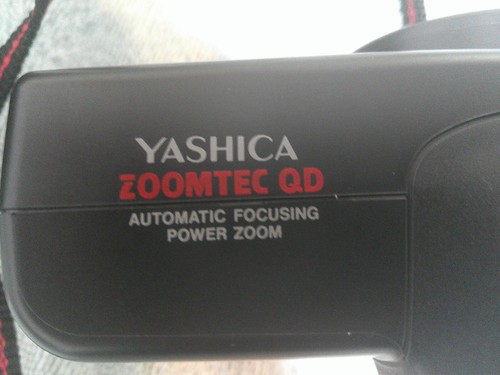 YASHICA
ZOOMTEC QD
AUTOMATIC FOCUSING
POWER ZOOM